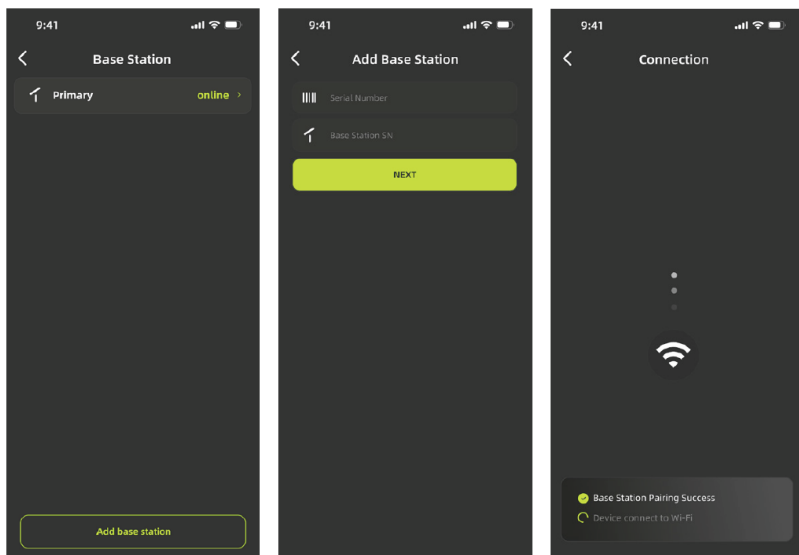 9:41
Base Station
Primary
online
Add base station
9:41
Add Base Station
Serial Number
Base Station SN
NEXT
9:41
Connection
Base Station Pairing Success
Device connect to Wi-Fi